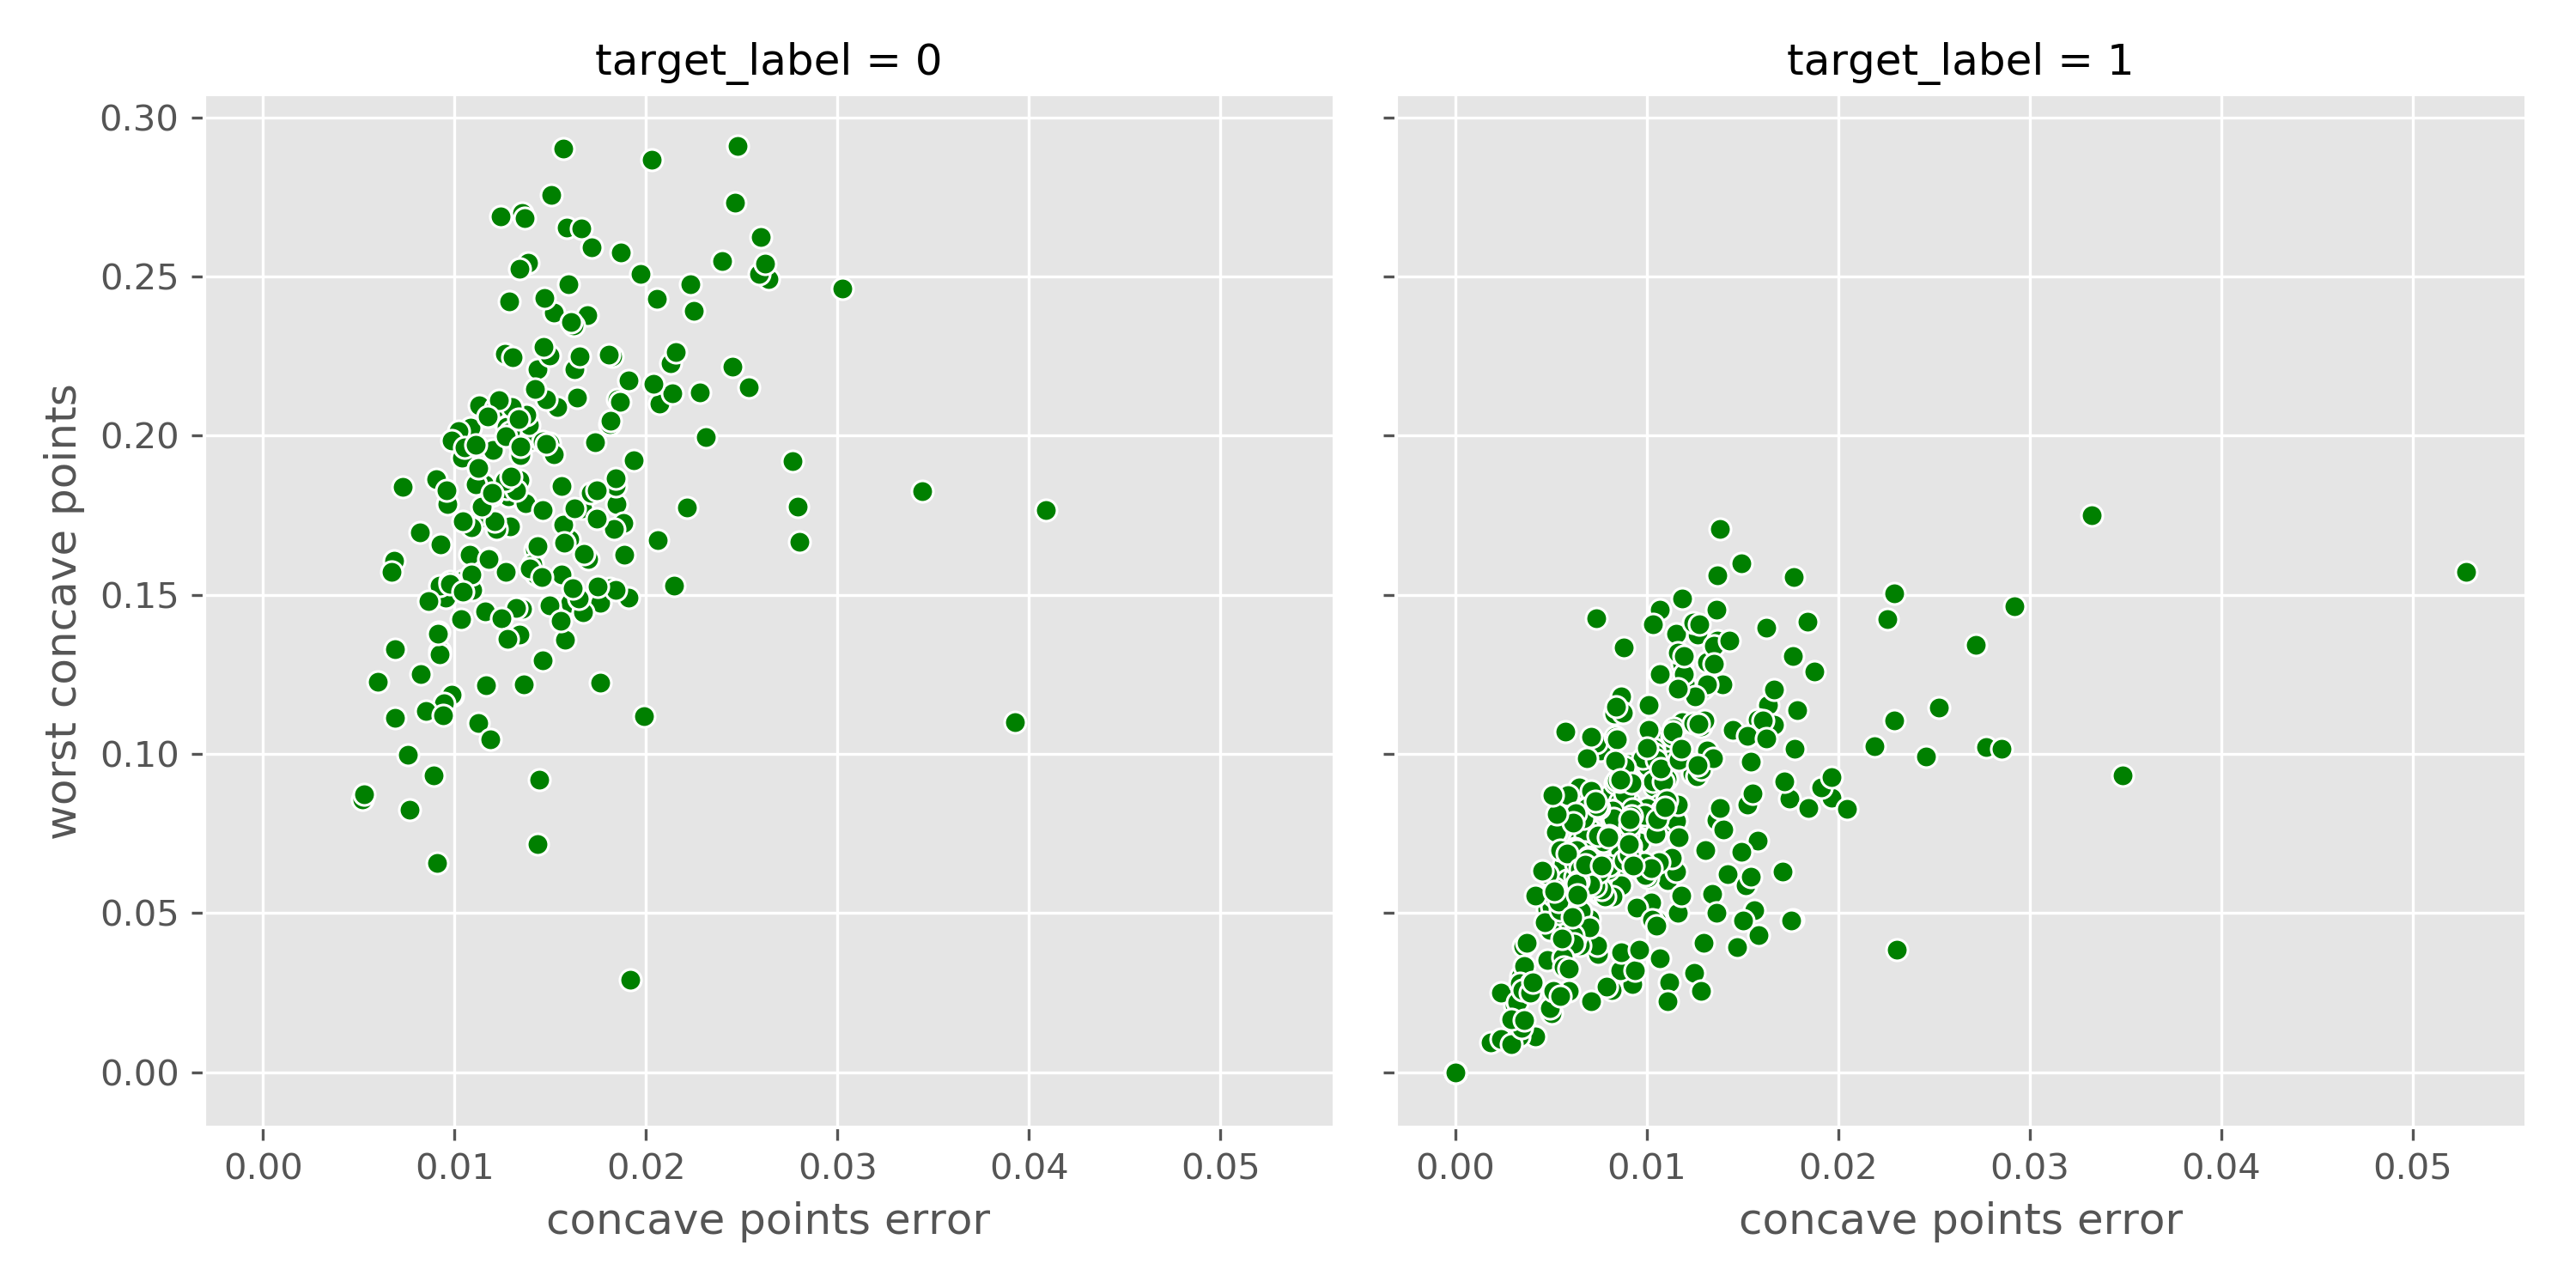 target_label = 0
target_label = 1
worst concave points
0.30
0.25
0.20
0.15
0.10
0.05
0.00
0.00 0.01 0.02 0.03 0.04 0.05
0.00 0.01 0.02 0.03 0.04 0.05
concave points error
concave points error